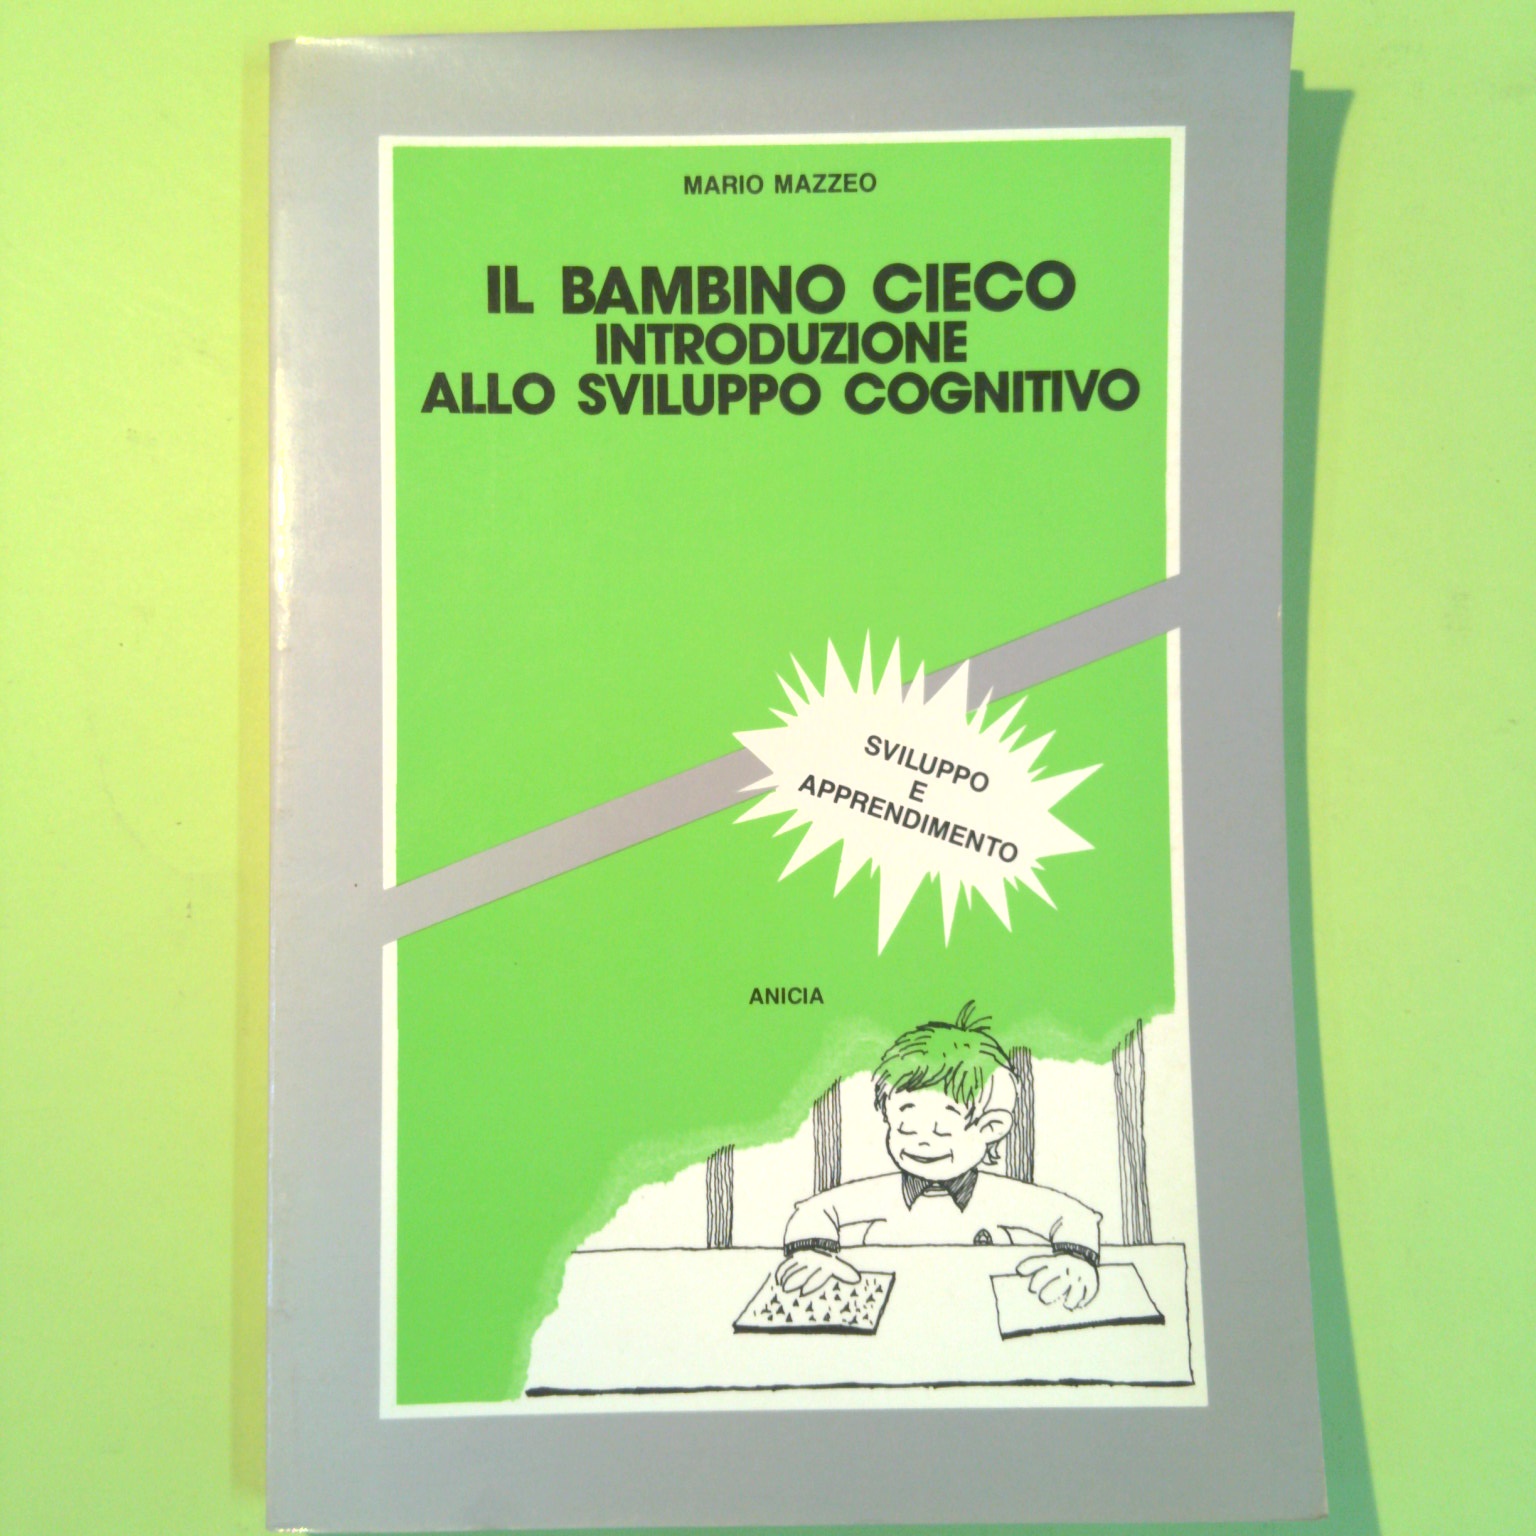 MARIO MAZZEO
IL BAMBINO CIECO
INTRODUZIONE
ALLO SVILUPPO COGNITIVO
SVILUPPO
E
APPRENDIMENTO
ANICIA